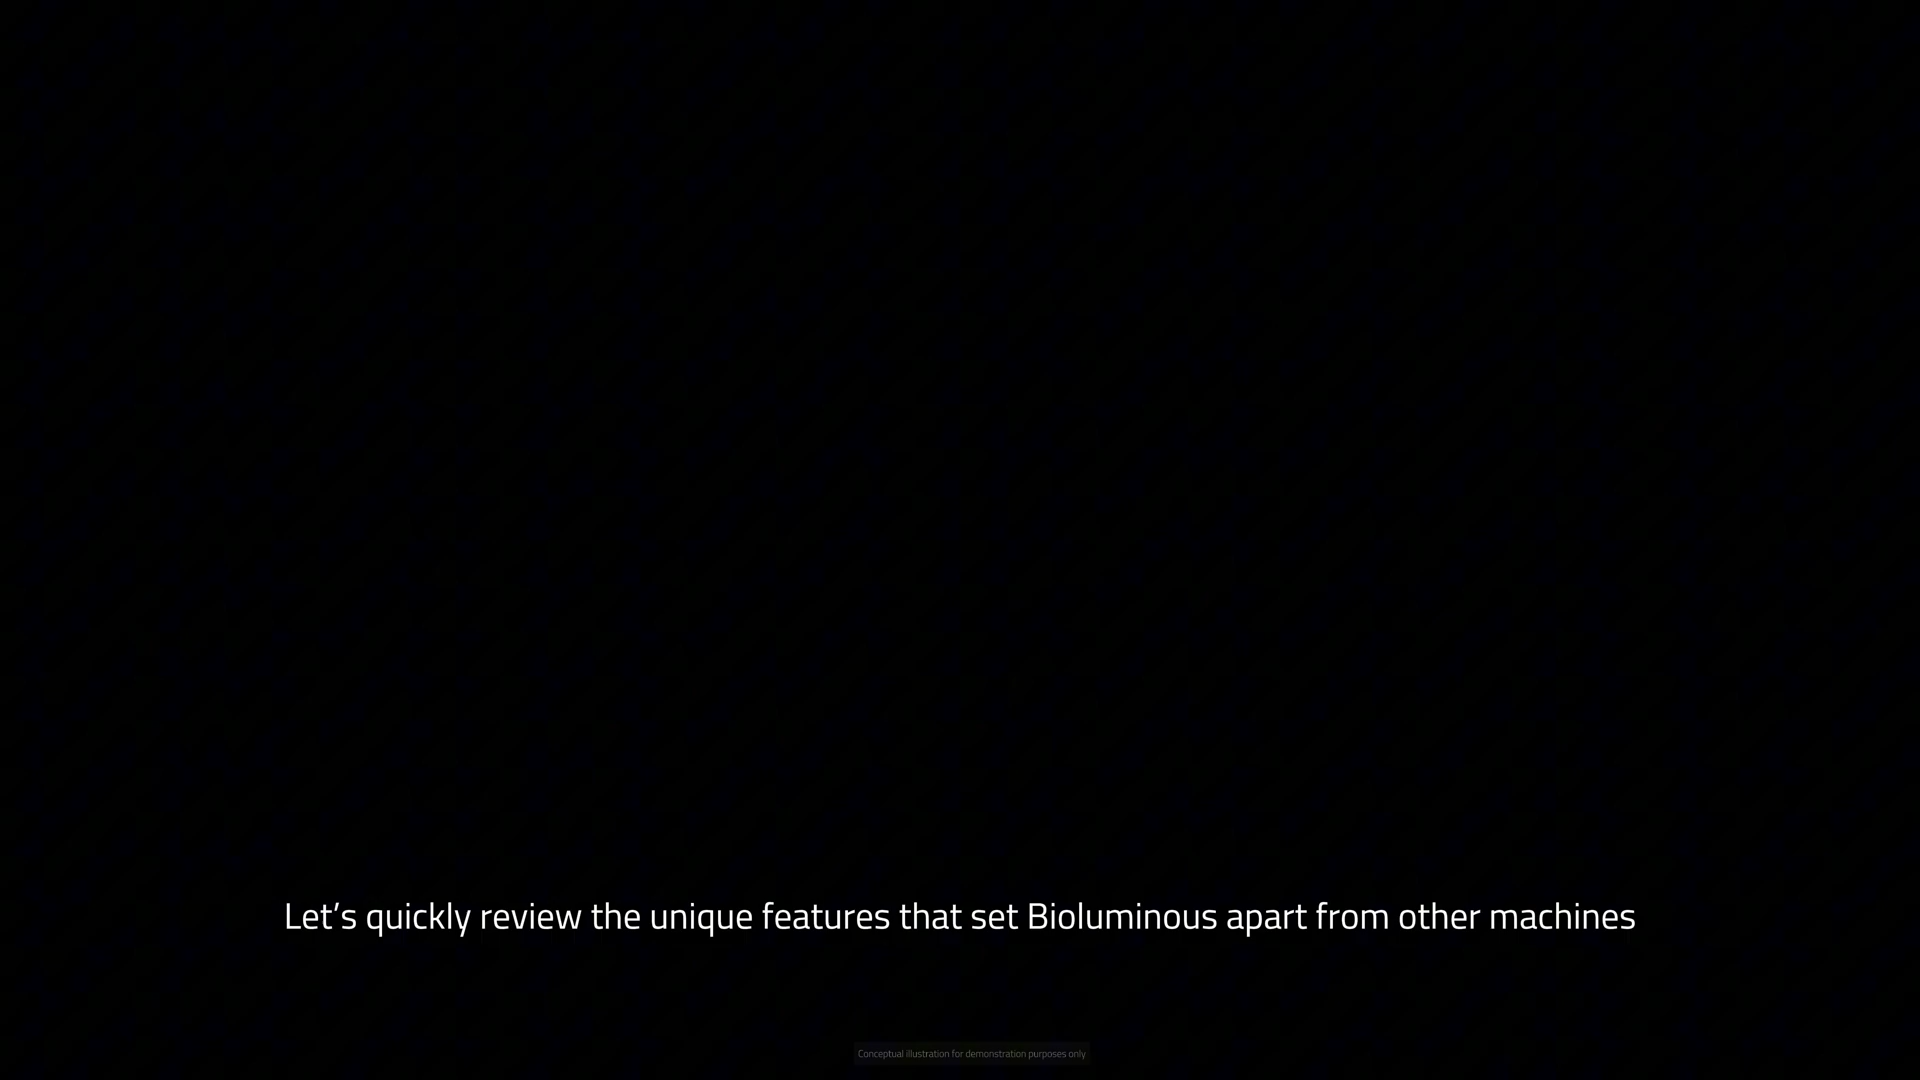 Let’s quickly review the unique features that set Bioluminous apart from other machines
Conceptual illustration for demonstration purposes only